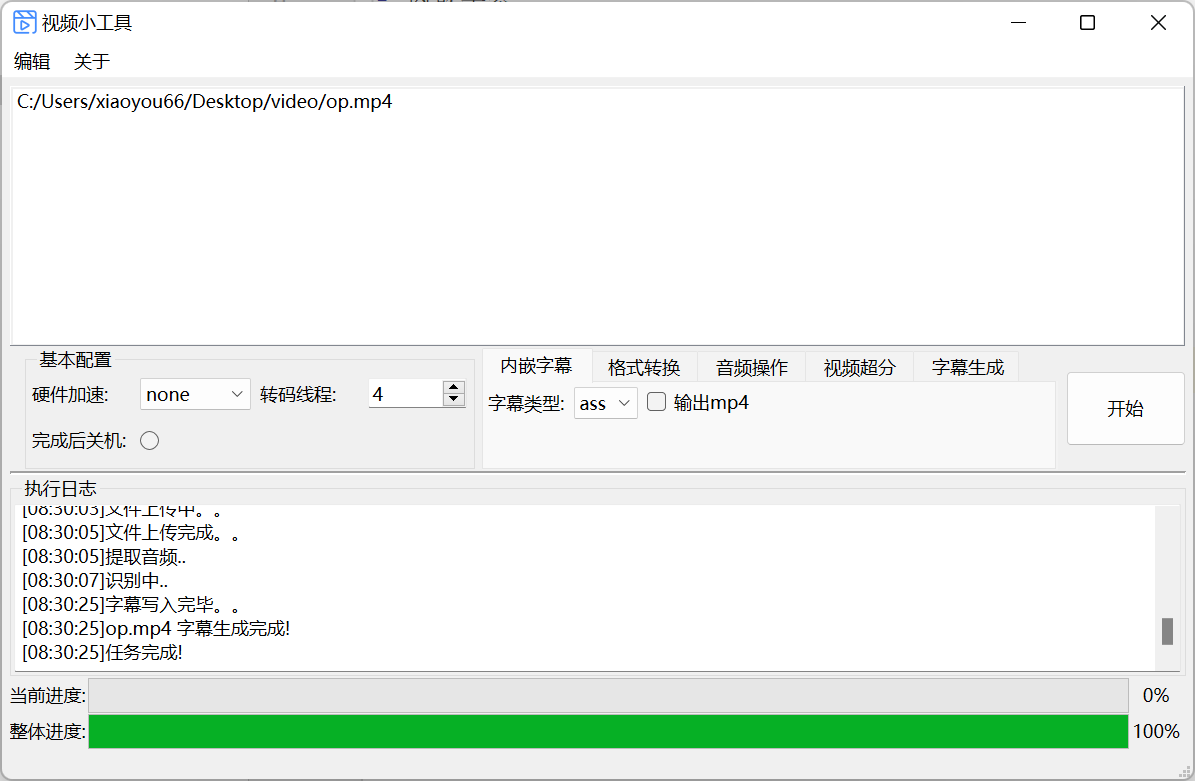 视频小工具
编辑 关于
C:/Users/xiaoyou66/Desktop/video/op.mp4
基本配置
硬件加速: none 转码线程: 4
完成后关机:
内嵌字幕 格式转换 音频操作 视频超分 字幕生成
字幕类型: ass 输出mp4
开始
执行日志
[08:30:03]文件上传中。。
[08:30:05]文件上传完成。。
[08:30:05]提取音频..
[08:30:07]识别中..
[08:30:25]字幕写入完毕。。
[08:30:25]op.mp4 字幕生成完成!
[08:30:25]任务完成!
当前进度: 0%
整体进度: 100%